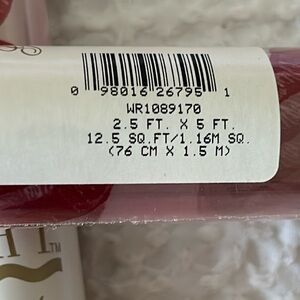 0 98016 26795 1
WR1089170
2.5 FT. X 5 FT.
12.5 SQ.FT/1.16M SQ.
(76 CM X 1.5 M)